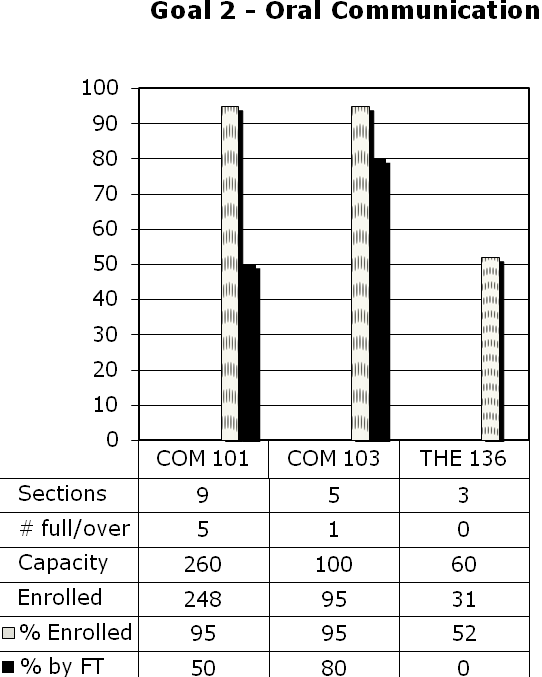 Goal 2 - Oral Communication
100
90
80
70
60
50
40
30
20
10
0
COM 101 COM 103 THE 136
Sections 9 5 3
# full/over 5 1 0
Capacity 260 100 60
Enrolled 248 95 31
% Enrolled 95 95 52
% by FT 50 80 0